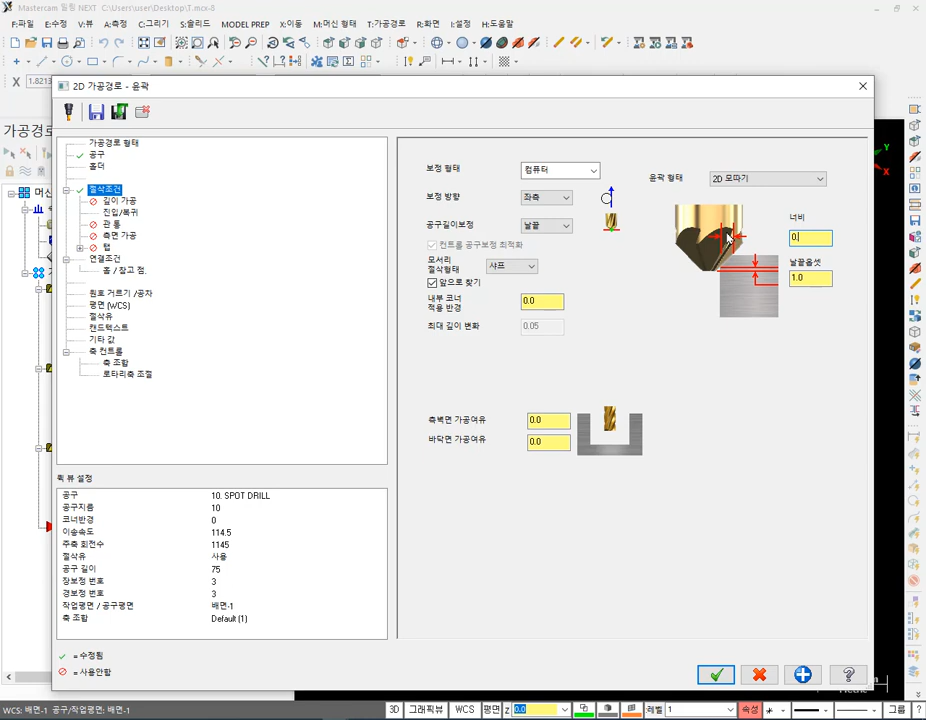 Mastercam 밀링 NEXT C:\Users\user\Desktop\T.mcx-8
F:파일 E:수정 V:뷰 A:측정 C:그리기 S:솔리드 MODEL PREP X:이동 M:머신 형태 T:가공경로 R:화면 I:설정 H:도움말
X 1.8213
2D 가공경로 - 윤곽
가공경로
머신
가공경로 형태
공구
홀더
절삭조건
깊이 가공
진입/복귀
관 통
측면 가공
탭
연결조건
홈 / 참고 점.
원호 거르기 /공차
평면 (WCS)
절삭유
캔드텍스트
기타 값
축 컨트롤
축 조합
로타리축 조절
보정 형태 컴퓨터
보정 방향 좌측
공구길이보정 날끝
컨트롤 공구보정 최적화
모서리
절삭형태 샤프
앞으로 찾기
내부 코너
적용 반경 0.0
최대 깊이 변화 0.05
윤곽 형태 2D 모따기
너비
0.
날끝옵셋
1.0
측벽면 가공여유 0.0
바닥면 가공여유 0.0
퀵 뷰 설정
공구 10. SPOT DRILL
공구지름 10
코너반경 0
이송속도 114.5
주축 회전수 1145
절삭유 사용
공구 길이 75
장보정 번호 3
경보정 번호 3
작업평면 / 공구평면 배면-1
축 조합 Default (1)
= 수정됨
= 사용안함
Y
X
WCS: 배면-1 공구/작업평면: 배면-1 3D 그래픽뷰 WCS 평면 Z 0.0 레벨 1 속성 그룹